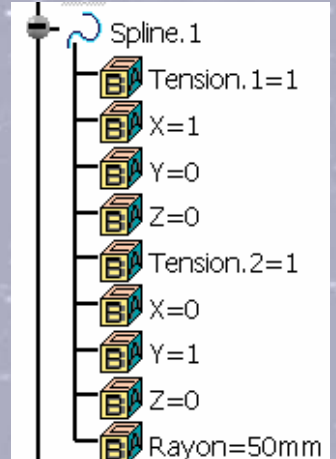 Spline.1
Tension.1=1
X=1
Y=0
Z=0
Tension.2=1
X=0
Y=1
Z=0
Rayon=50mm